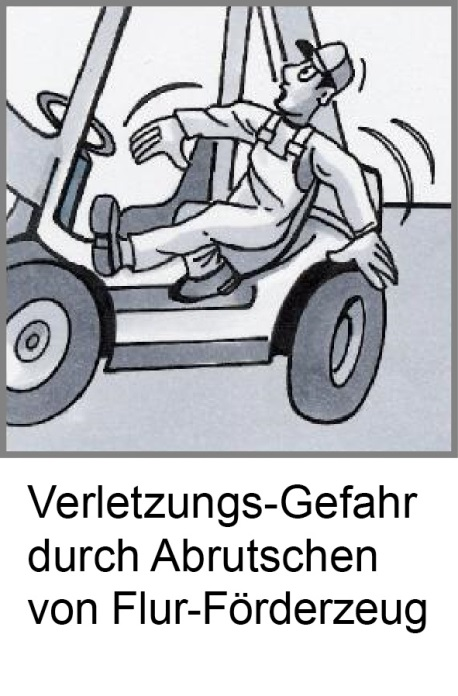 Verletzungs-Gefahr
durch Abrutschen
von Flur-Förderzeug